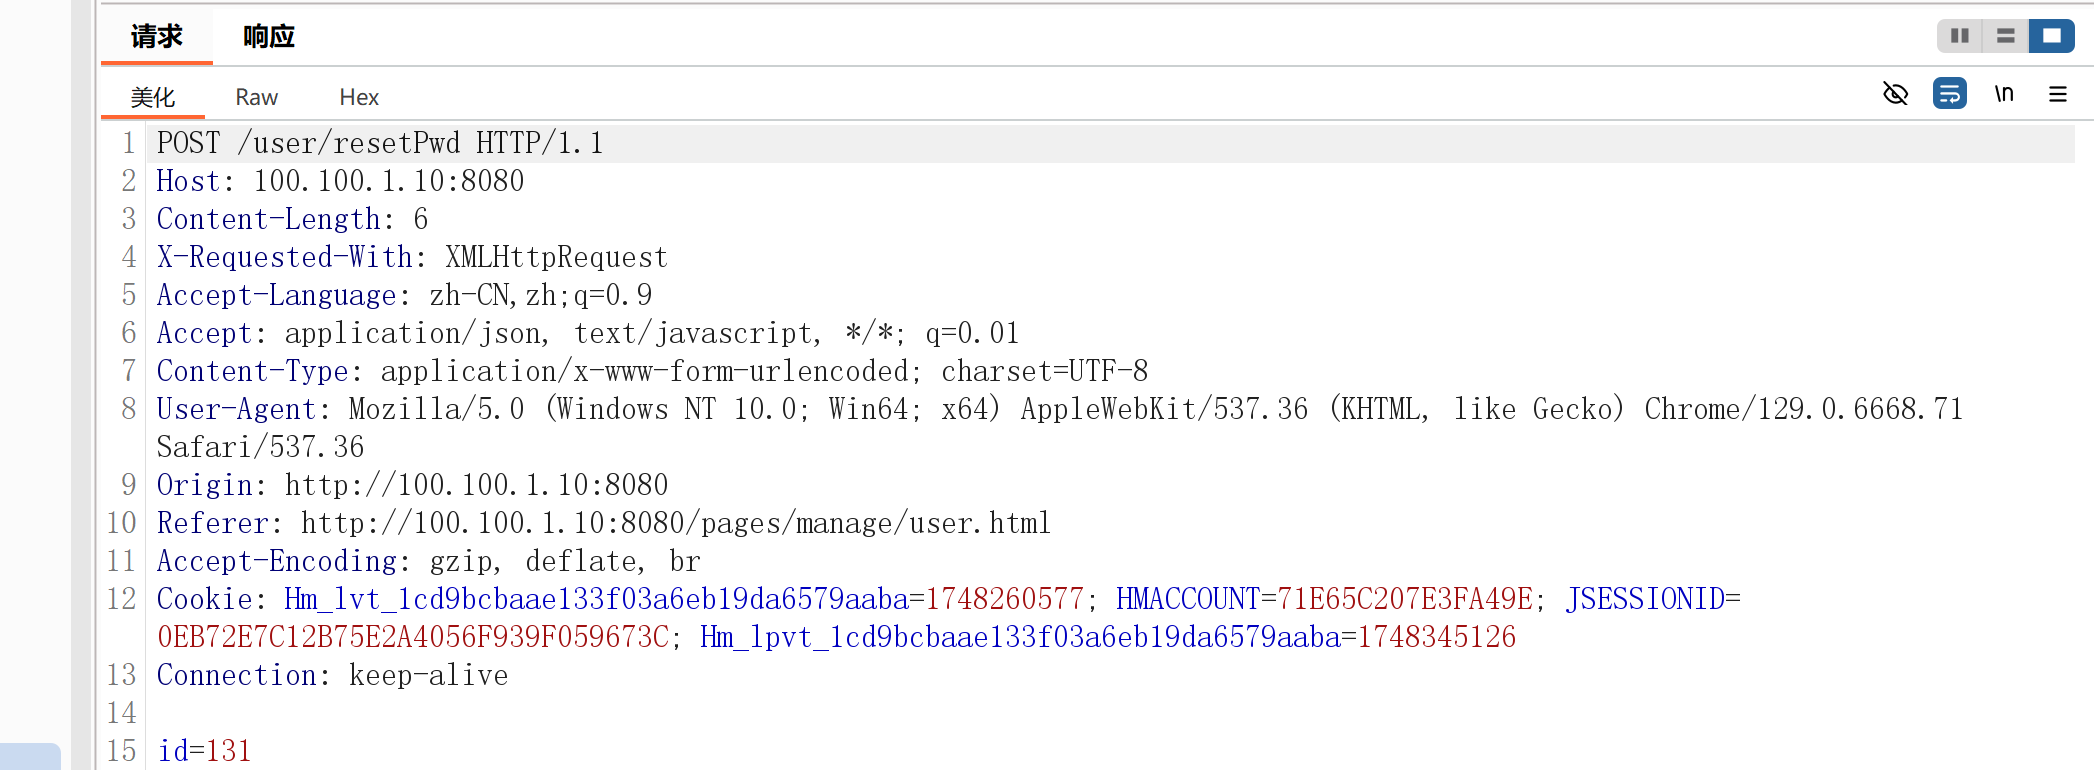 请求 响应
美化 Raw Hex \n
1 POST /user/resetPwd HTTP/1.1
2 Host: 100.100.1.10:8080
3 Content-Length: 6
4 X-Requested-With: XMLHttpRequest
5 Accept-Language: zh-CN,zh;q=0.9
6 Accept: application/json, text/javascript, */*; q=0.01
7 Content-Type: application/x-www-form-urlencoded; charset=UTF-8
8 User-Agent: Mozilla/5.0 (Windows NT 10.0; Win64; x64) AppleWebKit/537.36 (KHTML, like Gecko) Chrome/129.0.6668.71
Safari/537.36
9 Origin: http://100.100.1.10:8080
10 Referer: http://100.100.1.10:8080/pages/manage/user.html
11 Accept-Encoding: gzip, deflate, br
12 Cookie: Hm_lvt_1cd9bcbaae133f03a6eb19da6579aaba=1748260577; HMACCOUNT=71E65C207E3FA49E; JSESSIONID=
0EB72E7C12B75E2A4056F939F059673C; Hm_lpvt_1cd9bcbaae133f03a6eb19da6579aaba=1748345126
13 Connection: keep-alive
14
15 id=131